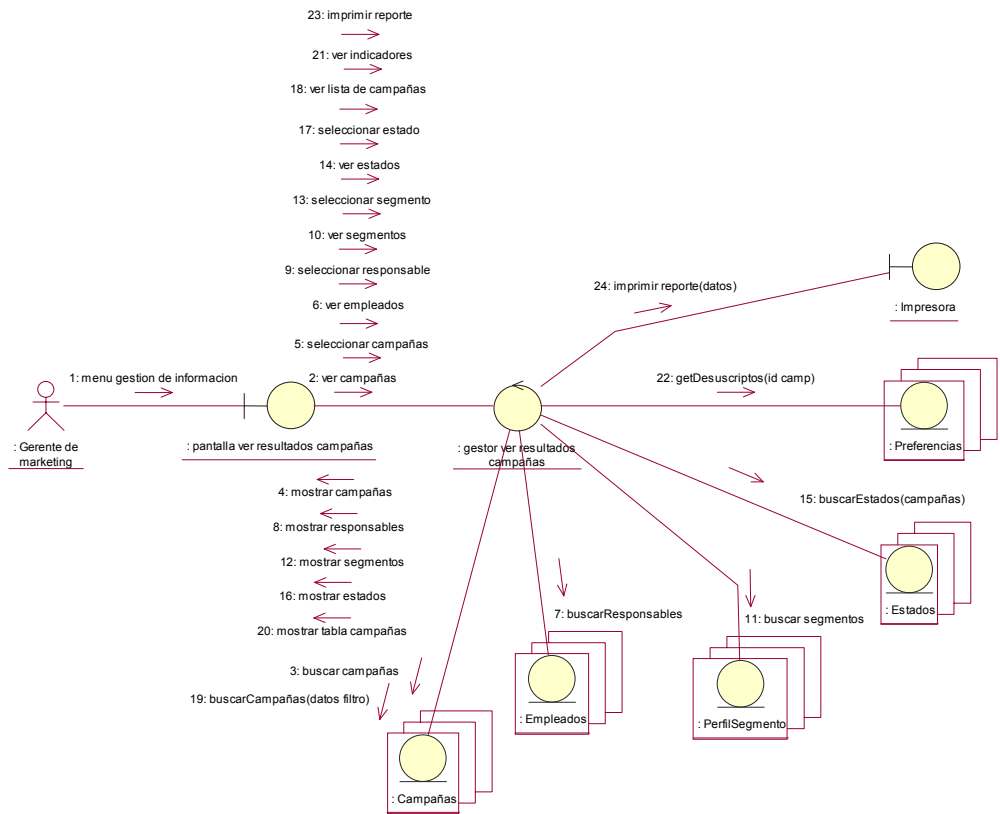 23: imprimir reporte
21: ver indicadores
18: ver lista de campañas
17: seleccionar estado
14: ver estados
13: seleccionar segmento
10: ver segmentos
9: seleccionar responsable
6: ver empleados
5: seleccionar campañas
2: ver campañas
1: menu gestion de informacion
24: imprimir reporte(datos)
: Impresora
22: getDesuscriptos(id camp)
: Preferencias
: Gerente de
marketing
: pantalla ver resultados campañas
: gestor ver resultados
campañas
4: mostrar campañas
8: mostrar responsables
12: mostrar segmentos
16: mostrar estados
20: mostrar tabla campañas
15: buscarEstados(campañas)
: Estados
7: buscarResponsables
: Empleados
11: buscar segmentos
: PerfilSegmento
3: buscar campañas
19: buscarCampañas(datos filtro)
: Campañas